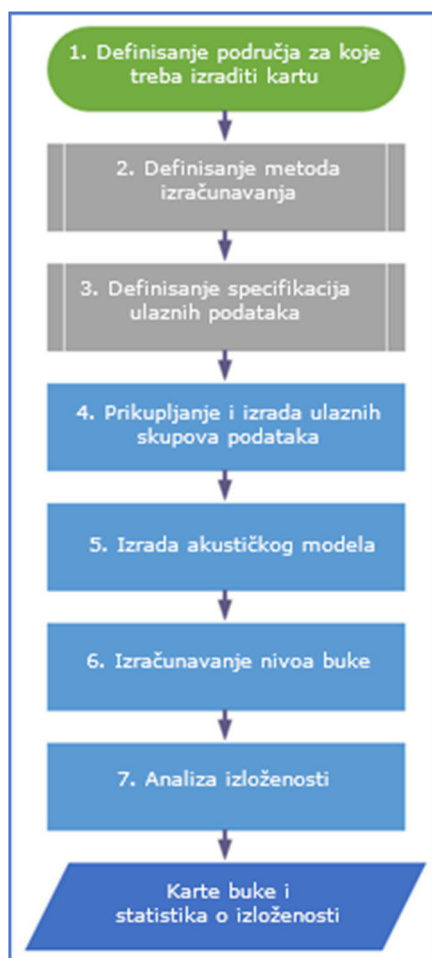 1. Definisanje područja za koje
treba izraditi kartu
2. Definisanje metoda
izračunavanja
3. Definisanje specifikacija
ulaznih podataka
4. Prikupljanje i izrada ulaznih
skupova podataka
5. Izrada akustičkog modela
6. Izračunavanje nivoa buke
7. Analiza izloženosti
Karte buke i
statistika o izloženosti